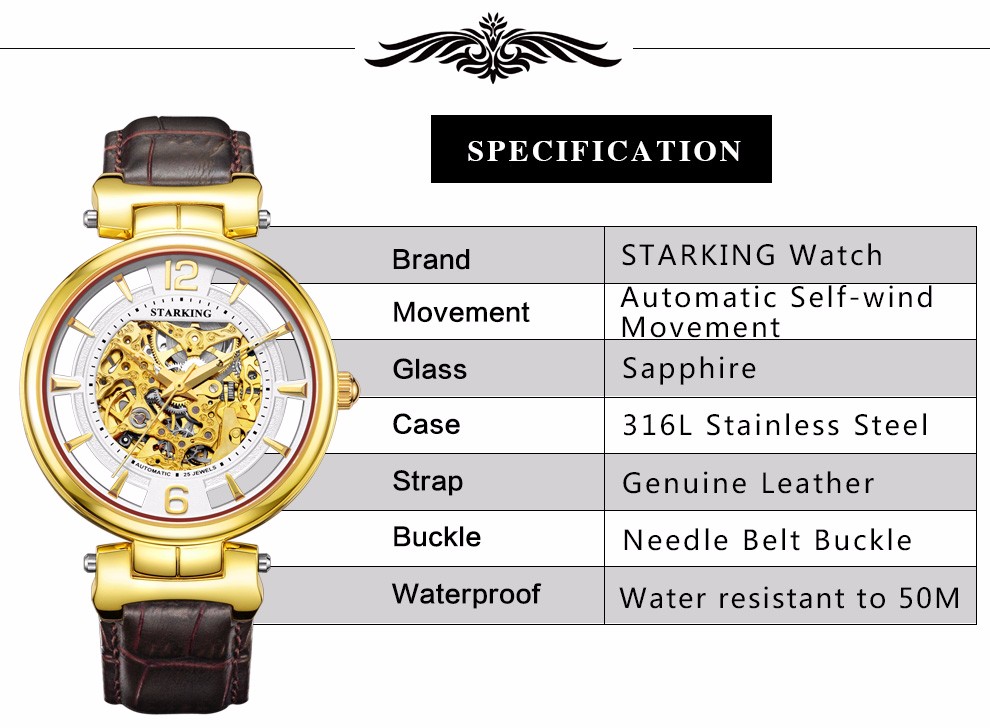 SPECIFICATION
12
STARKING
AUTOMATIC 25 JEWELS
6
Brand STARKING Watch
Movement Automatic Self-wind
Movement
Glass Sapphire
Case 316L Stainless Steel
Strap Genuine Leather
Buckle Needle Belt Buckle
Waterproof Water resistant to 50M